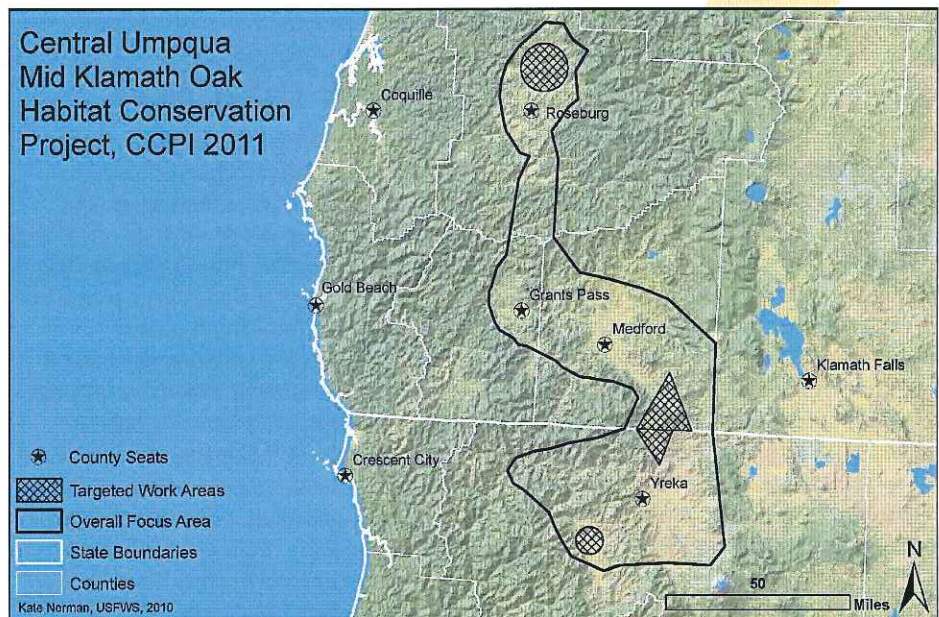 Central Umpqua
Mid Klamath Oak
Habitat Conservation
Project, CCPI 2011
Coquille
Roseburg
Gold Beach
Grants Pass
Medford
Klamath Falls
Crescent City
Yreka
County Seats
Targeted Work Areas
Overall Focus Area
State Boundaries
Counties
Kate Norman, USFWS, 2010
50
Miles
N